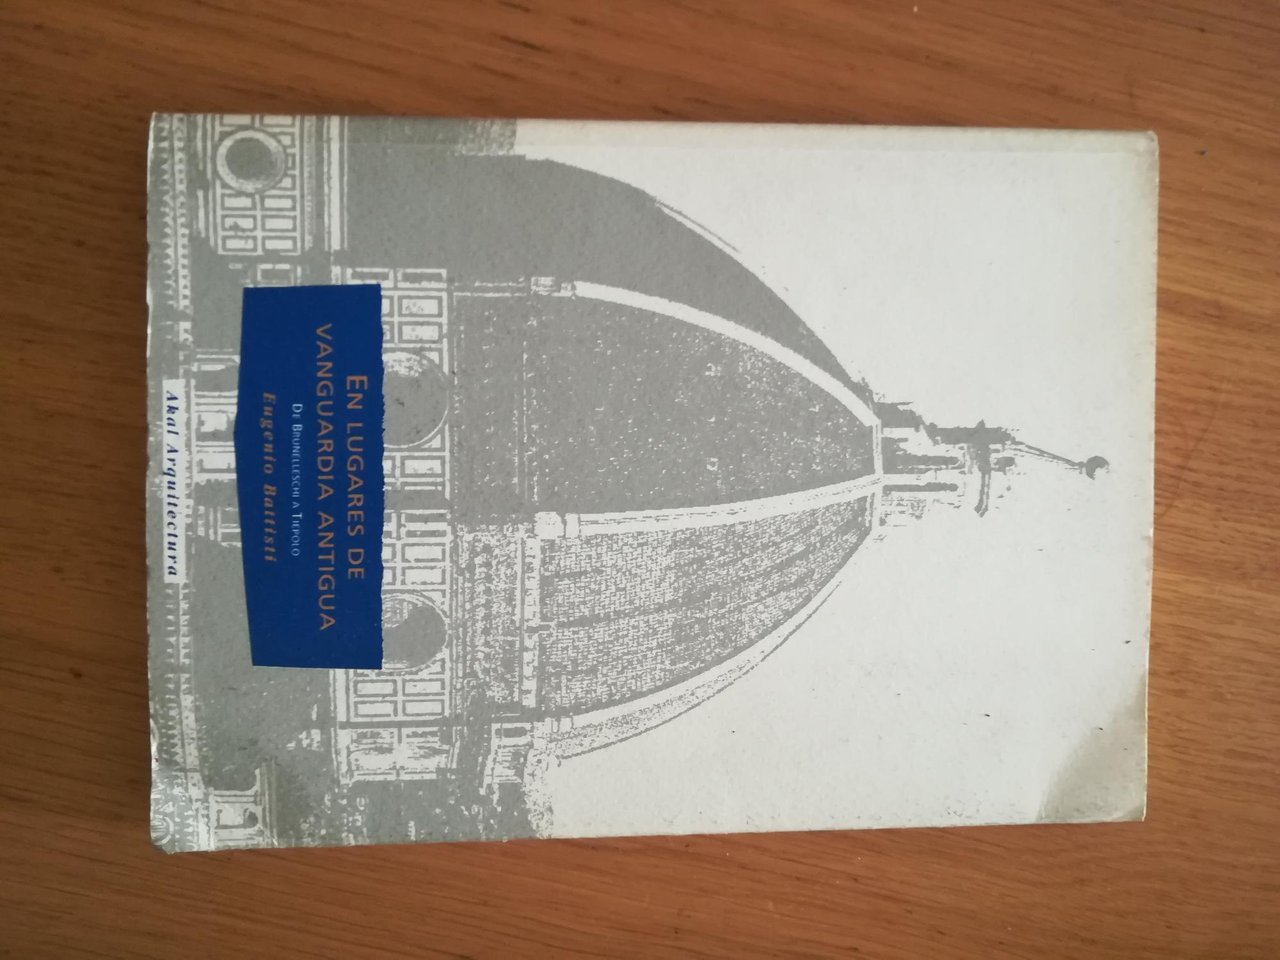 EN LUGARES DE
VANGUARDIA ANTIGUA
DE BRUNELLESCHI A TIEPOLO
Eugenio Battisti
Akal Arquitectura